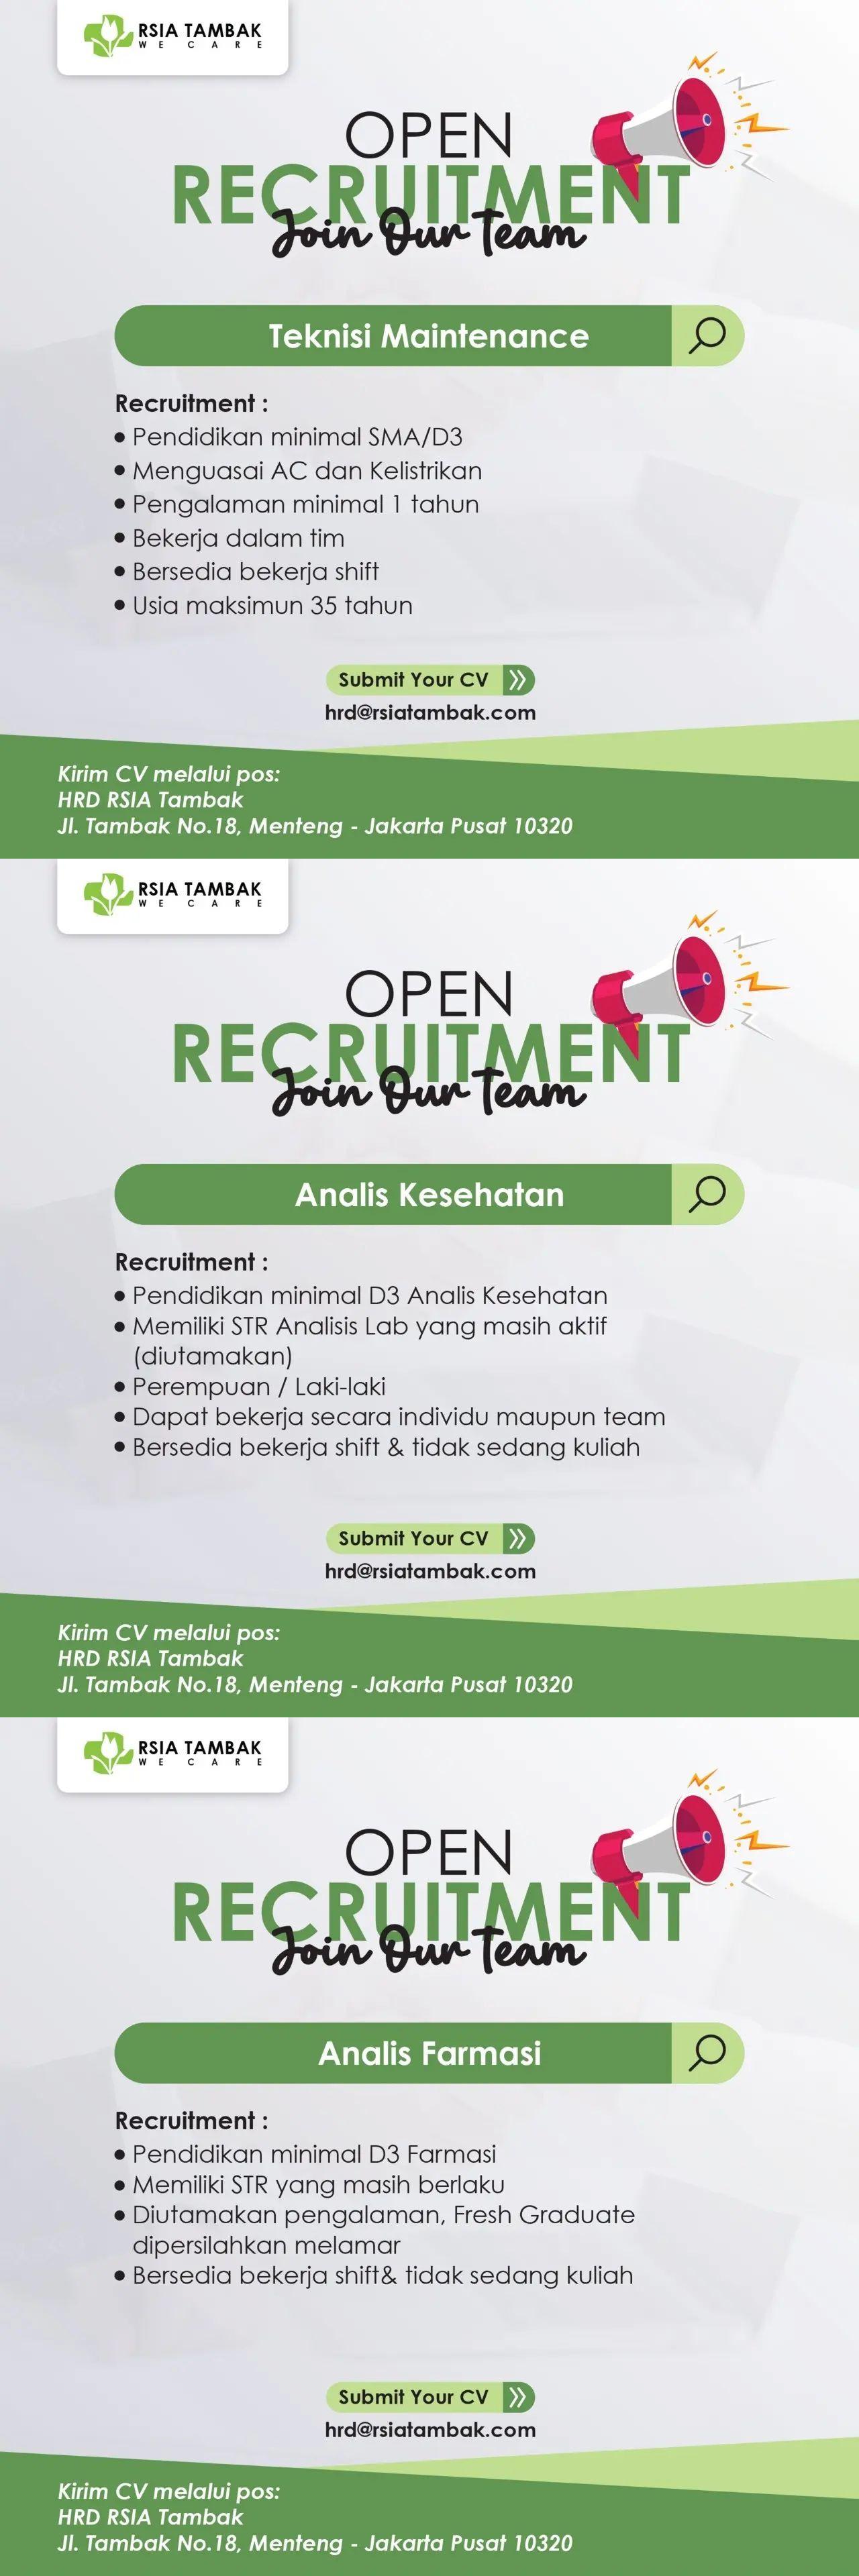 RSIA TAMBAK
WE CARE
OPEN
RECRUITMENT
Join Our Team
Teknisi Maintenance
Recruitment :
• Pendidikan minimal SMA/D3
• Menguasai AC dan Kelistrikan
• Pengalaman minimal 1 tahun
• Bekerja dalam tim
• Bersedia bekerja shift
• Usia maksimun 35 tahun
Submit Your CV
hrd@rsiatambak.com
Kirim CV melalui pos:
HRD RSIA Tambak
Jl. Tambak No.18, Menteng - Jakarta Pusat 10320
RSIA TAMBAK
WE CARE
OPEN
RECRUITMENT
Join Our Team
Analis Kesehatan
Recruitment :
• Pendidikan minimal D3 Analis Kesehatan
• Memiliki STR Analisis Lab yang masih aktif
(diutamakan)
• Perempuan / Laki-laki
• Dapat bekerja secara individu maupun team
• Bersedia bekerja shift & tidak sedang kuliah
Submit Your CV
hrd@rsiatambak.com
Kirim CV melalui pos:
HRD RSIA Tambak
Jl. Tambak No.18, Menteng - Jakarta Pusat 10320
RSIA TAMBAK
WE CARE
OPEN
RECRUITMENT
Join Our Team
Analis Farmasi
Recruitment :
• Pendidikan minimal D3 Farmasi
• Memiliki STR yang masih berlaku
• Diutamakan pengalaman, Fresh Graduate
dipersilahkan melamar
• Bersedia bekerja shift& tidak sedang kuliah
Submit Your CV
hrd@rsiatambak.com
Kirim CV melalui pos:
HRD RSIA Tambak
Jl. Tambak No.18, Menteng - Jakarta Pusat 10320